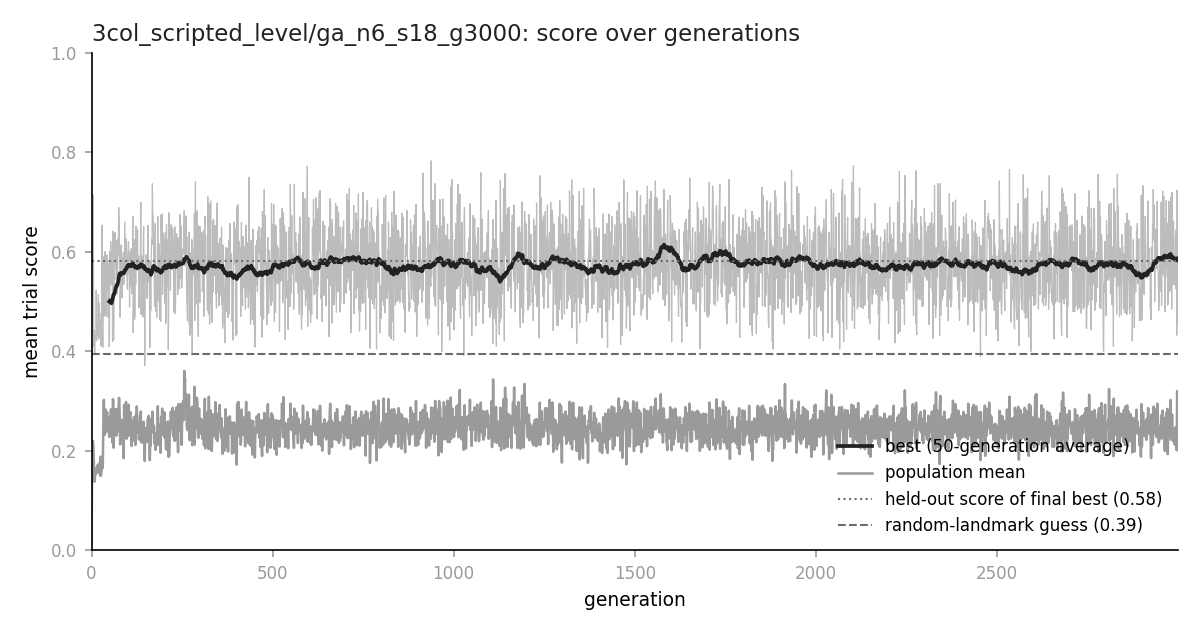 3col_scripted_level/ga_n6_s18_g3000: score over generations
1.0
0.8
0.6
0.4
0.2
0.0
mean trial score
best (50-generation average)
population mean
held-out score of final best (0.58)
random-landmark guess (0.39)
0 500 1000 1500 2000 2500
generation